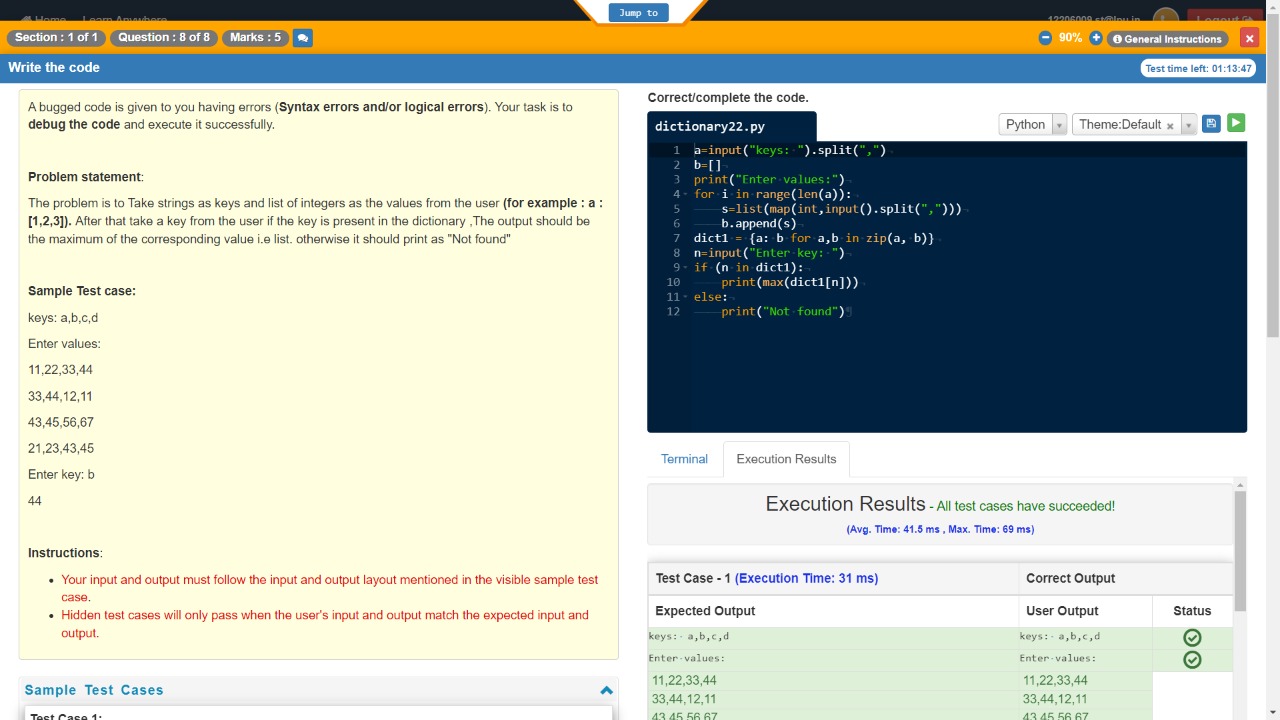 Home Learn Anywhere
Jump to
12206009.st@lpu.in
Logout
Section : 1 of 1 Question : 8 of 8 Marks : 5
90% General Instructions
Write the code
Test time left: 01:13:47
A bugged code is given to you having errors (Syntax errors and/or logical errors). Your task is to
debug the code and execute it successfully.
Problem statement:
The problem is to Take strings as keys and list of integers as the values from the user (for example : a :
[1,2,3]). After that take a key from the user if the key is present in the dictionary ,The output should be
the maximum of the corresponding value i.e list. otherwise it should print as "Not found"
Sample Test case:
keys: a,b,c,d
Enter values:
11,22,33,44
33,44,12,11
43,45,56,67
21,23,43,45
Enter key: b
44
Instructions:
• Your input and output must follow the input and output layout mentioned in the visible sample test
case.
• Hidden test cases will only pass when the user's input and output match the expected input and
output.
Sample Test Cases
Test Case 1:
Correct/complete the code.
dictionary22.py
Python
Theme:Default
1 a=input("keys: ").split(",")
2 b=[]
3 print("Enter values:")
4 for i in range(len(a)):
5 s=list(map(int,input().split(",")))
6 b.append(s)
7 dict1 = {a: b for a,b in zip(a, b)}
8 n=input("Enter key: ")
9 if (n in dict1):
10 print(max(dict1[n]))
11 else:
12 print("Not found")
Terminal Execution Results
Execution Results - All test cases have succeeded!
(Avg. Time: 41.5 ms , Max. Time: 69 ms)
Test Case - 1 (Execution Time: 31 ms) Correct Output
Expected Output User Output Status
keys: a,b,c,d keys: a,b,c,d
Enter values: Enter values:
11,22,33,44 11,22,33,44
33,44,12,11 33,44,12,11
43,45,56,67 43,45,56,67